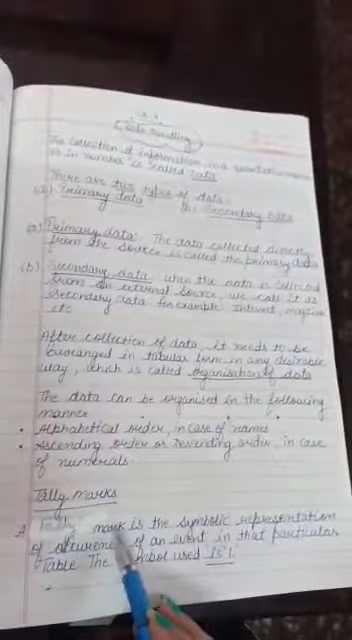 Data Handling
The collection of information in a
or in number is called Data
There are two types of data:
(a) Primary data (b) Secondary Data
(a) Primary data: The data collected directly
from the source is called the primary data
(b) Secondary data when the data is collected
from an external source, we call it as
secondary data for example Internet,
etc
After collection of data, it needs to be
arranged in tabular form in any desirable
way, which is called organisation of data
The data can be organised in the following
manner
• Alphabetical order, in case of names
• Ascending order or Descending order, in case
of numerals.
Tally marks
A Tally mark is the symbolic representation
of occurence of an event in that particular
Table The symbol used is '1.